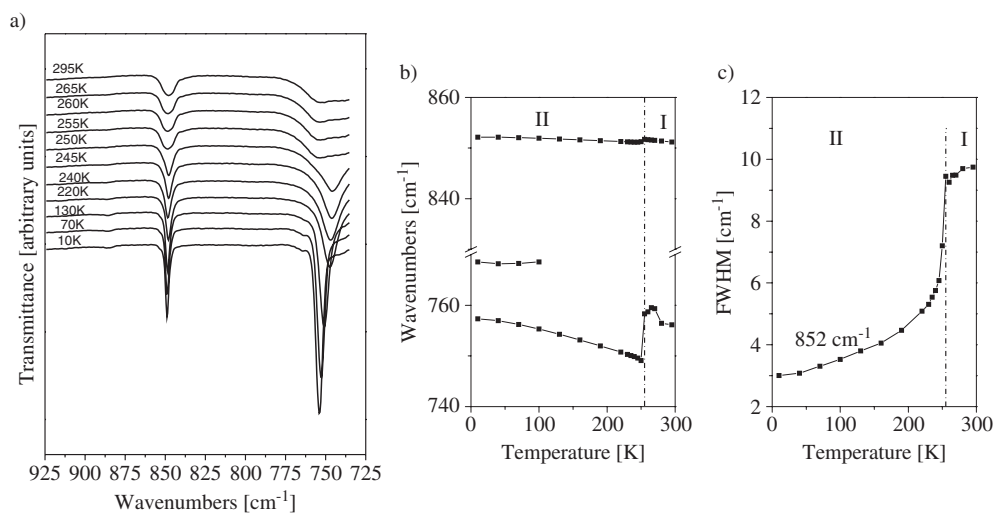 a)
Transmittance [arbitrary units]
295K
265K
260K
255K
250K
245K
240K
220K
130K
70K
10K
925 900 875 850 825 800 775 750 725
Wavenumbers [cm-1]
b)
Wavenumbers [cm-1]
860
840
760
740
II
I
0 100 200 300
Temperature [K]
c)
FWHM [cm-1]
12
10
8
6
4
2
II
I
852 cm-1
0 50 100 150 200 250 300
Temperature [K]